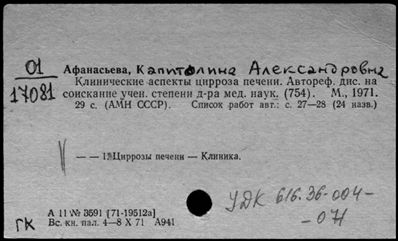 01
17081
Афанасьева, Капитолина Александровна
Клинические аспекты цирроза печени. Автореф. дис. на
соискание учен. степени д-ра мед. наук. (754). М., 1971.
29 с. (АМН СССР). Список работ авт.: с. 27—28 (24 назв.)
— — 1. Циррозы печени — Клиника.
УДК 616.36-004-
-071
ГК
А 11 № 3591 [71-19512а]
Вс. кн. пал. 4—8 X 71 А941